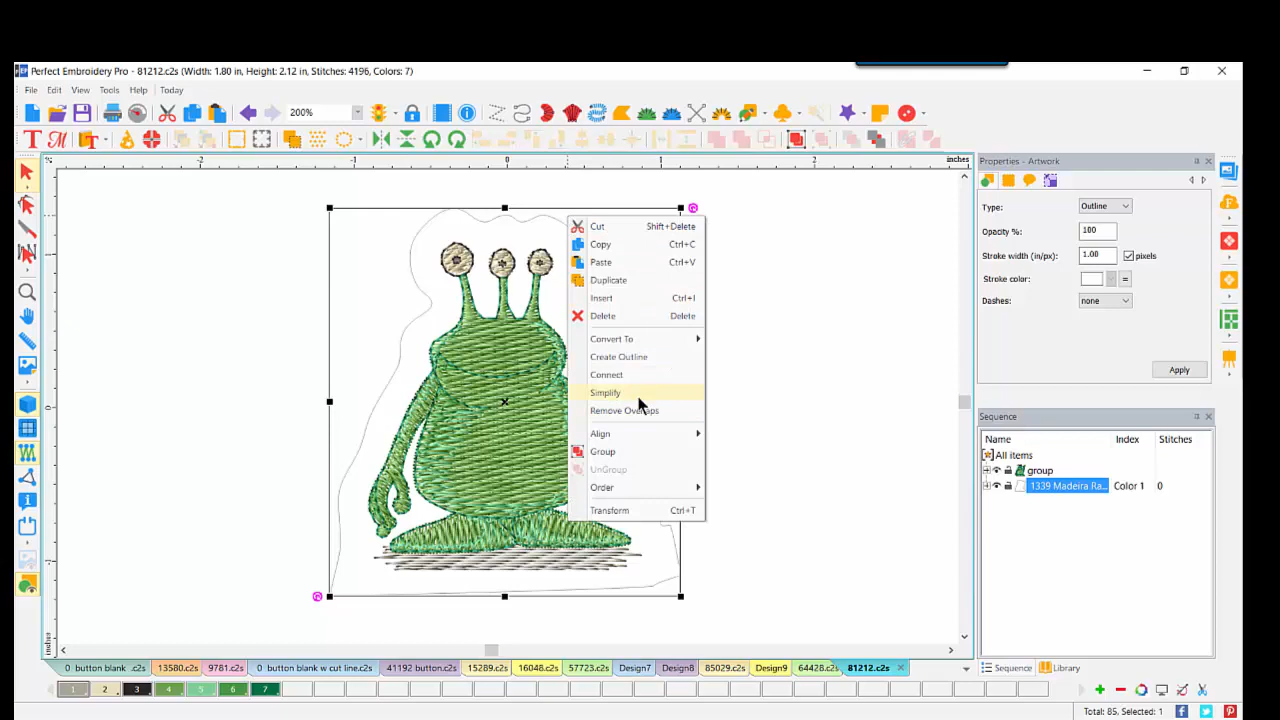 Perfect Embroidery Pro - 81212.c2s (Width: 1.80 in, Height: 2.12 in, Stitches: 4196, Colors: 7)
File Edit View Tools Help Today
200%
-2 -1 0 1 2 inches
Cut Shift+Delete
Copy Ctrl+C
Paste Ctrl+V
Duplicate
Insert Ctrl+I
Delete Delete
Convert To
Create Outline
Connect
Simplify
Remove Overlaps
Align
Group
UnGroup
Order
Transform Ctrl+T
Properties - Artwork
Type: Outline
Opacity %: 100
Stroke width (in/px): 1.00 pixels
Stroke color: =
Dashes: none
Apply
Sequence
Name Index Stitches
All items
group
1339 Madeira Ra... Color 1 0
Sequence Library
0 button blank .c2s 13580.c2s 9781.c2s 0 button blank w cut line.c2s 41192 button.c2s 15289.c2s 16048.c2s 57723.c2s Design7 Design8 85029.c2s Design9 64428.c2s 81212.c2s
1 2 3 4 5 6 7
Total: 85, Selected: 1